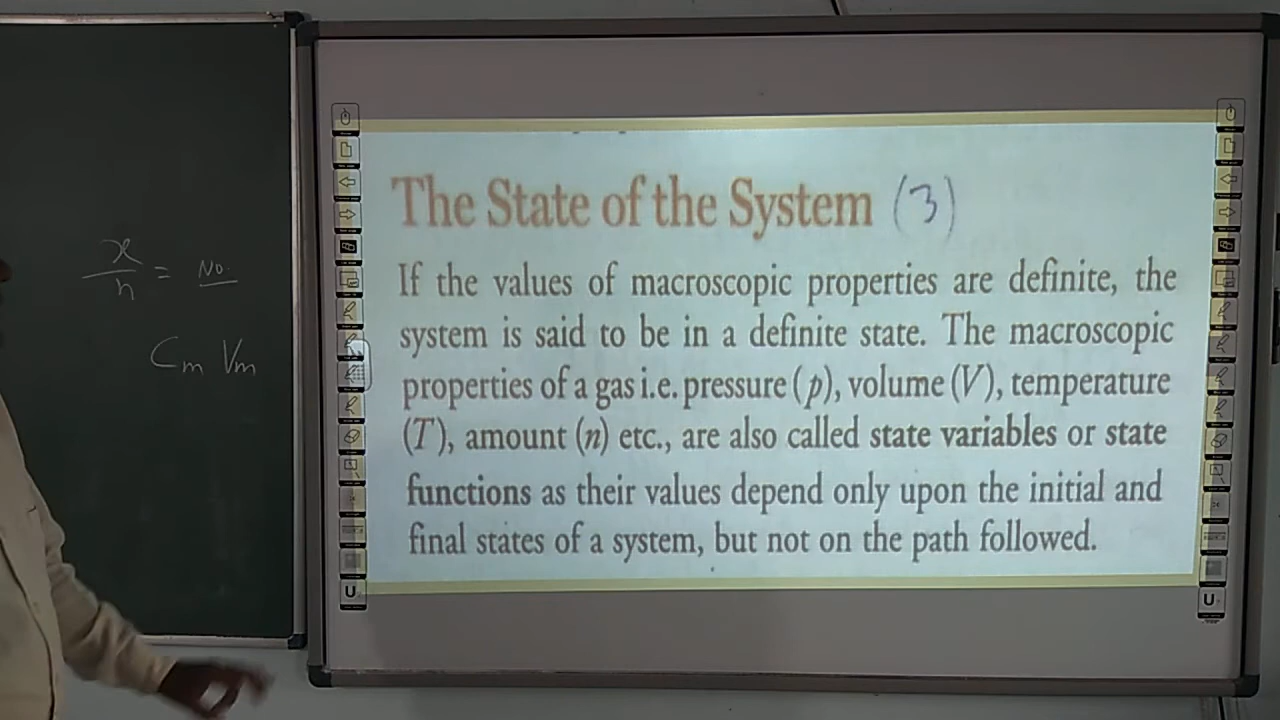 x/n = No.
Cm Vm
The State of the System (3)
If the values of macroscopic properties are definite, the
system is said to be in a definite state. The macroscopic
properties of a gas i.e. pressure (p), volume (V), temperature
(T), amount (n) etc., are also called state variables or state
functions as their values depend only upon the initial and
final states of a system, but not on the path followed.
U
U